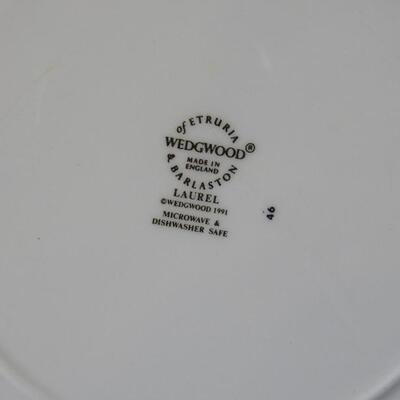 of ETRURIA
WEDGWOOD®
MADE IN
ENGLAND
& BARLASTON
LAUREL
©WEDGWOOD 1991
MICROWAVE &
DISHWASHER SAFE
46